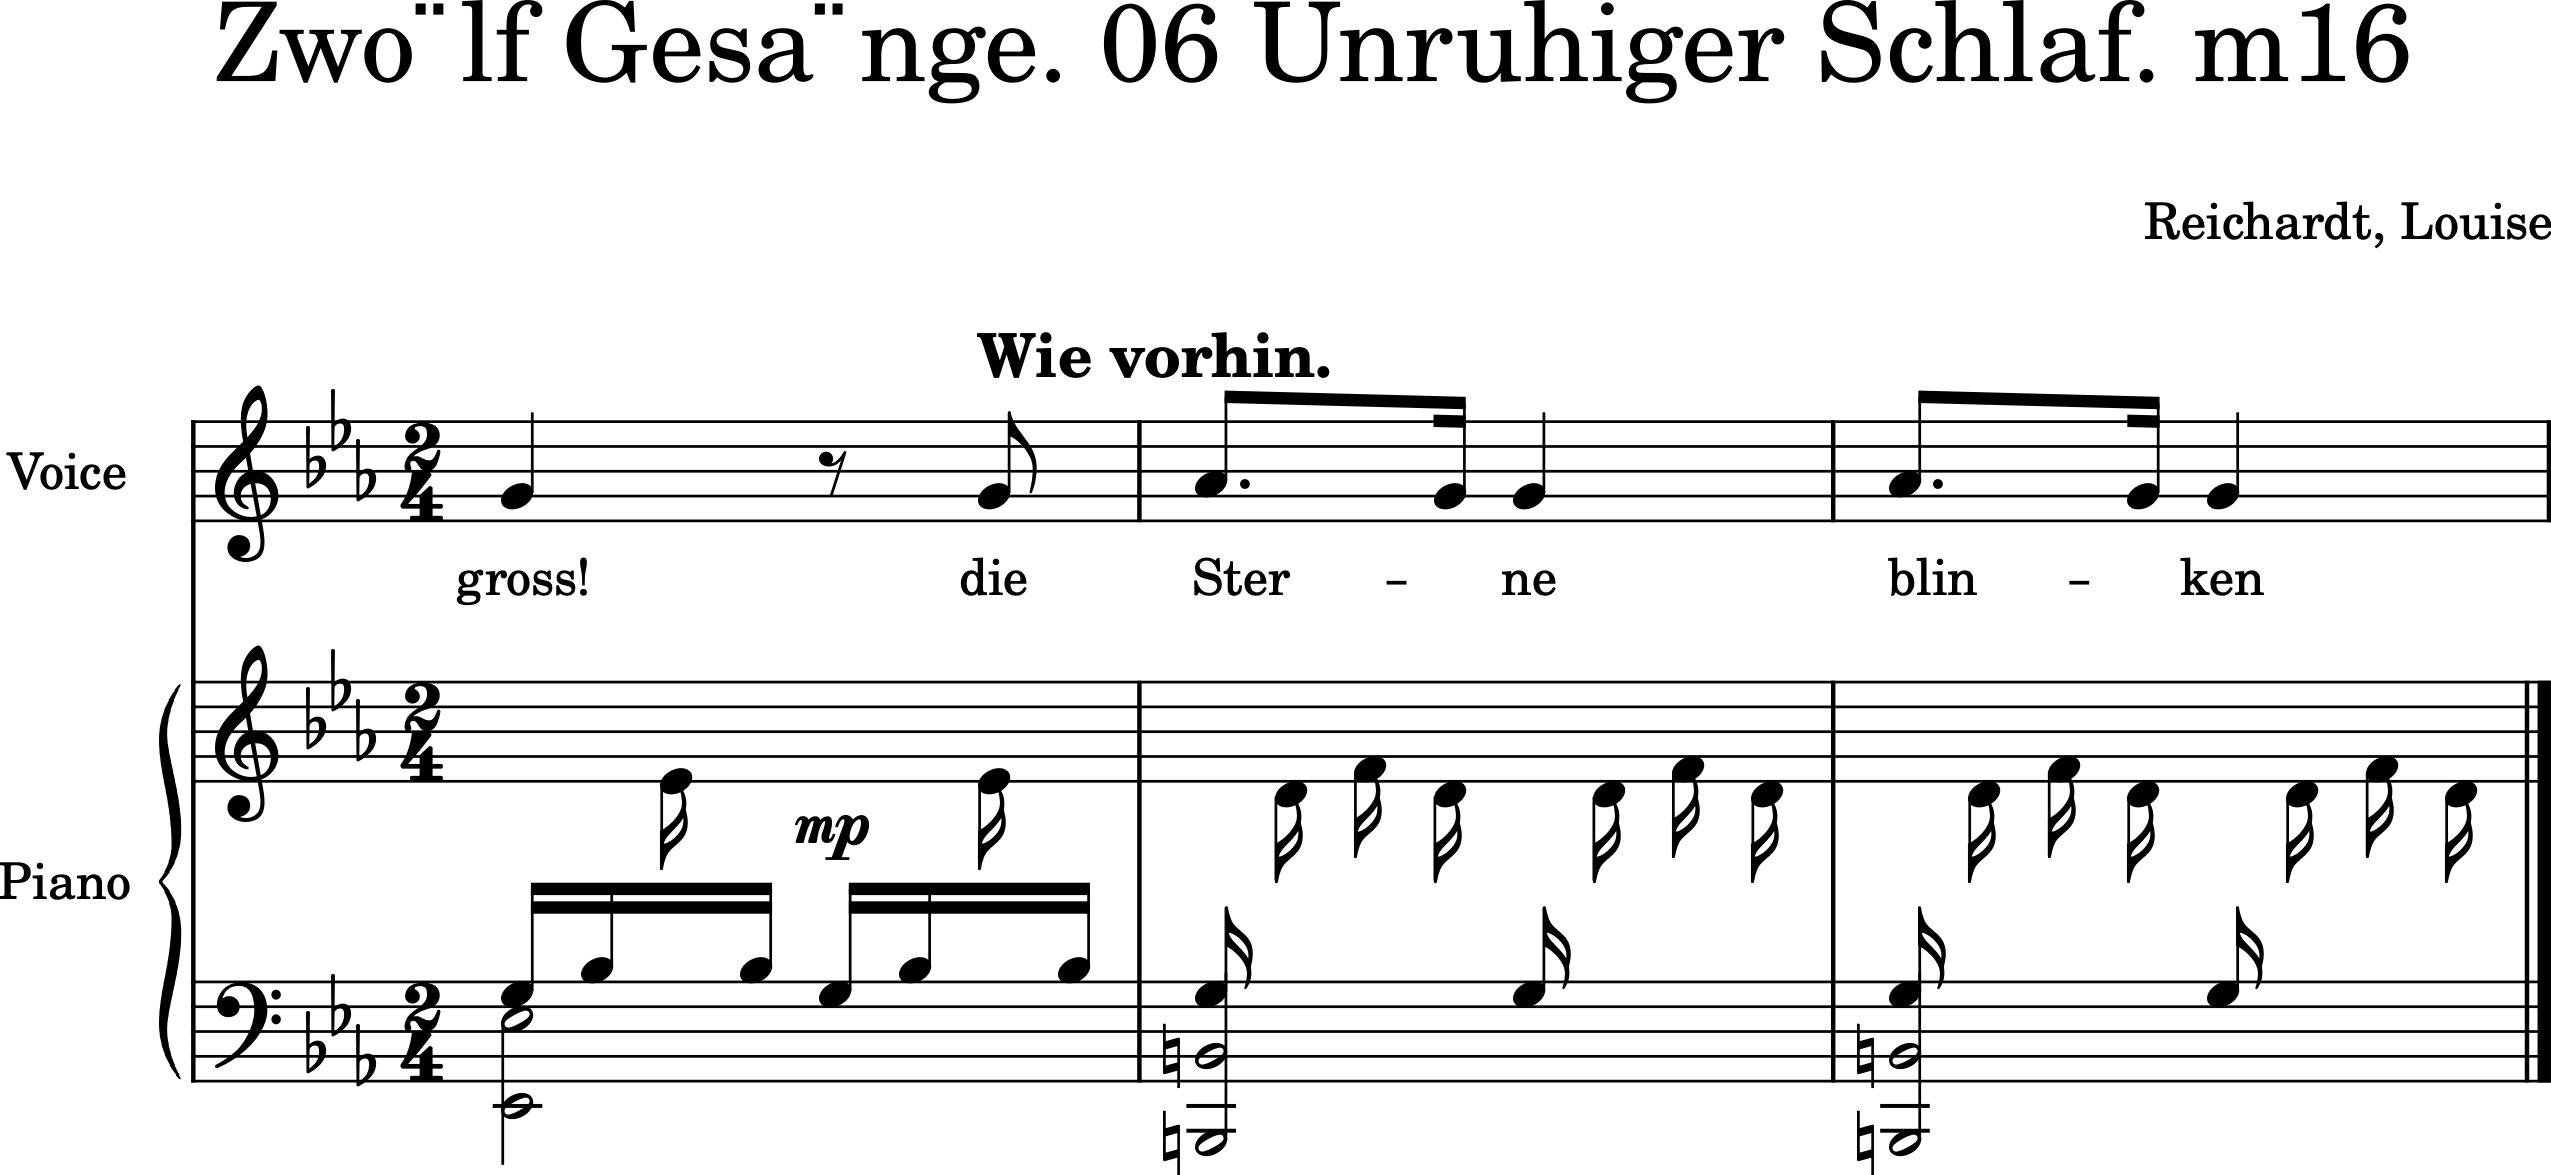 Zwo¨lf Gesa¨nge. 06 Unruhiger Schlaf. m16
Reichardt, Louise
Wie vorhin.
Voice
gross! die Ster – ne blin – ken
mp
Piano